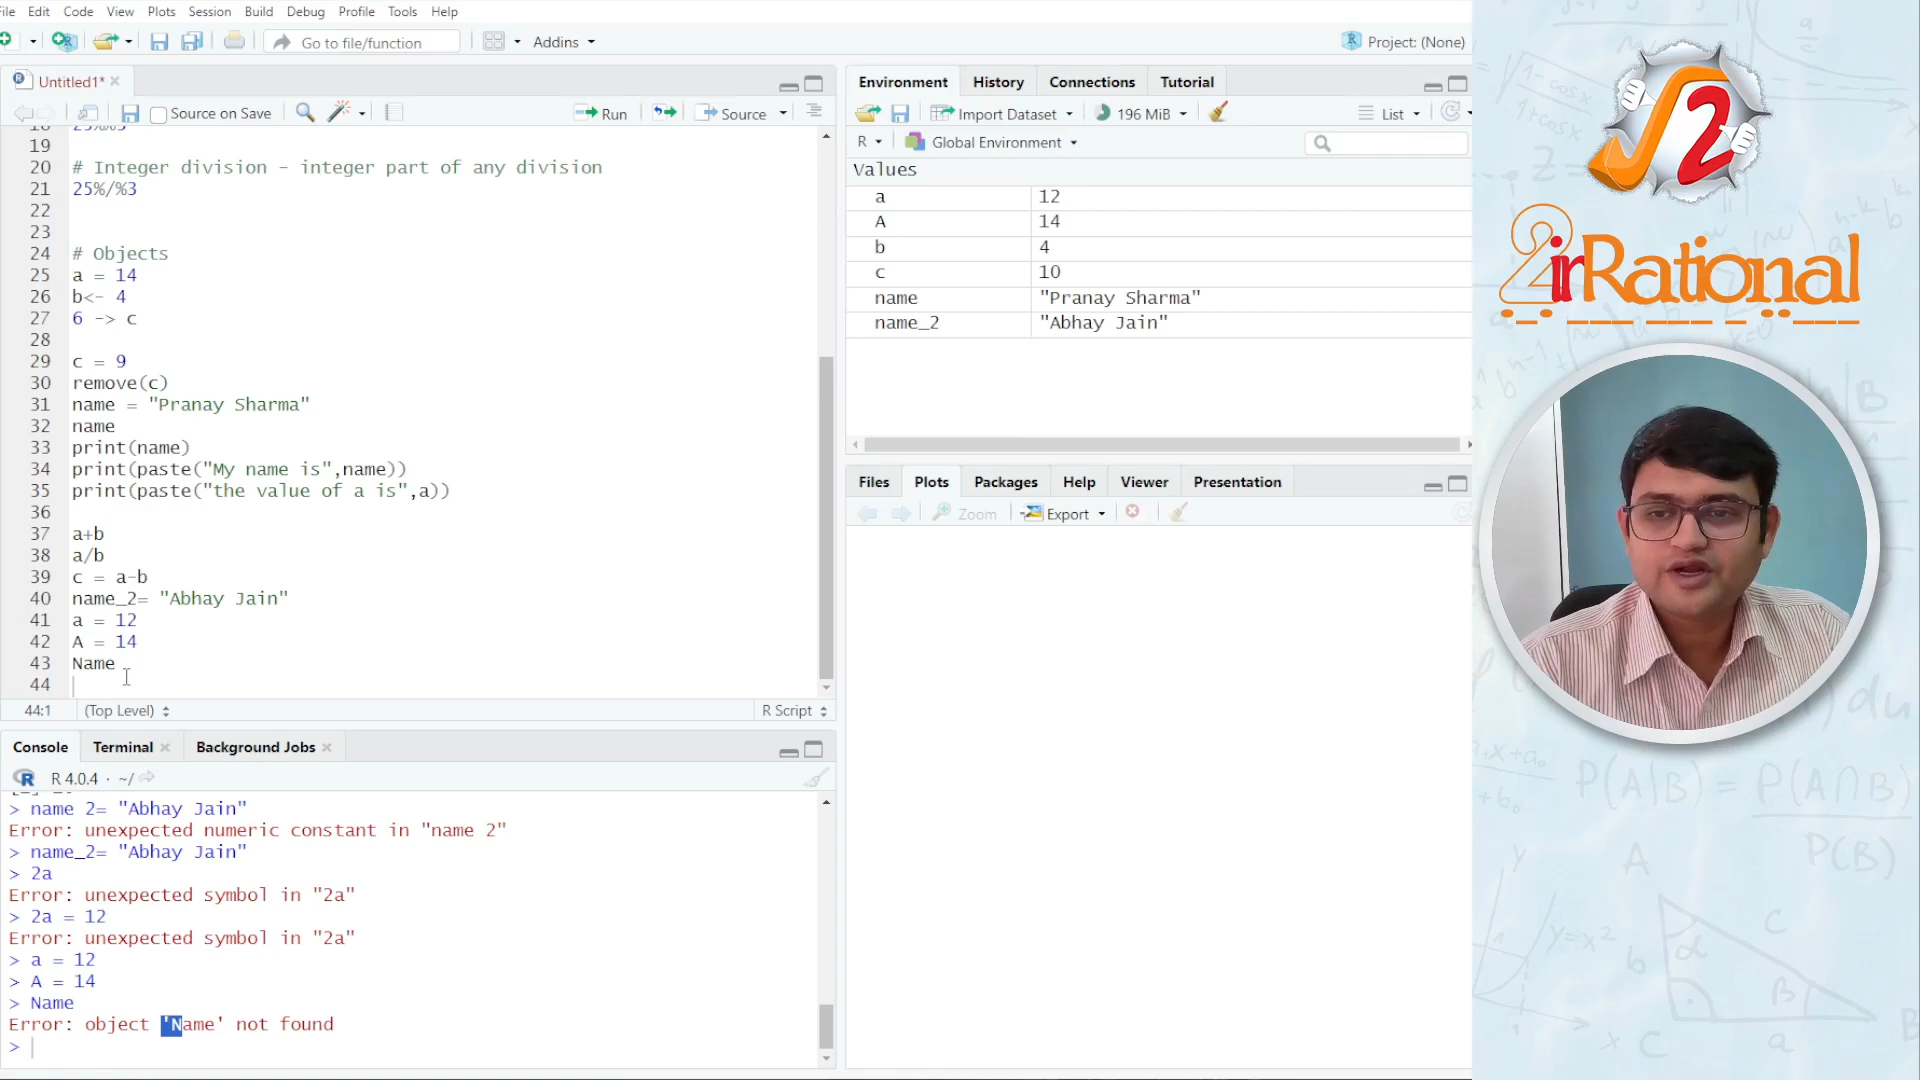 File Edit Code View Plots Session Build Debug Profile Tools Help
Go to file/function
Addins
Project: (None)
Untitled1*
Source on Save
Run
Source
19
20 # Integer division - integer part of any division
21 25%/%3
22
23
24 # Objects
25 a = 14
26 b<- 4
27 6 -> c
28
29 c = 9
30 remove(c)
31 name = "Pranay Sharma"
32 name
33 print(name)
34 print(paste("My name is",name))
35 print(paste("the value of a is",a))
36
37 a+b
38 a/b
39 c = a-b
40 name_2= "Abhay Jain"
41 a = 12
42 A = 14
43 Name
44
44:1 (Top Level) R Script
Console Terminal Background Jobs
R 4.0.4 · ~/
> name 2= "Abhay Jain"
Error: unexpected numeric constant in "name 2"
> name_2= "Abhay Jain"
> 2a
Error: unexpected symbol in "2a"
> 2a = 12
Error: unexpected symbol in "2a"
> a = 12
> A = 14
> Name
Error: object 'Name' not found
>
Environment History Connections Tutorial
Import Dataset 196 MiB List
R Global Environment
Values
a 12
A 14
b 4
c 10
name "Pranay Sharma"
name_2 "Abhay Jain"
Files Plots Packages Help Viewer Presentation
Zoom Export
√2
2irRational
P(A|B) = P(A∩B)
P(B)
y=x²
A
C
B